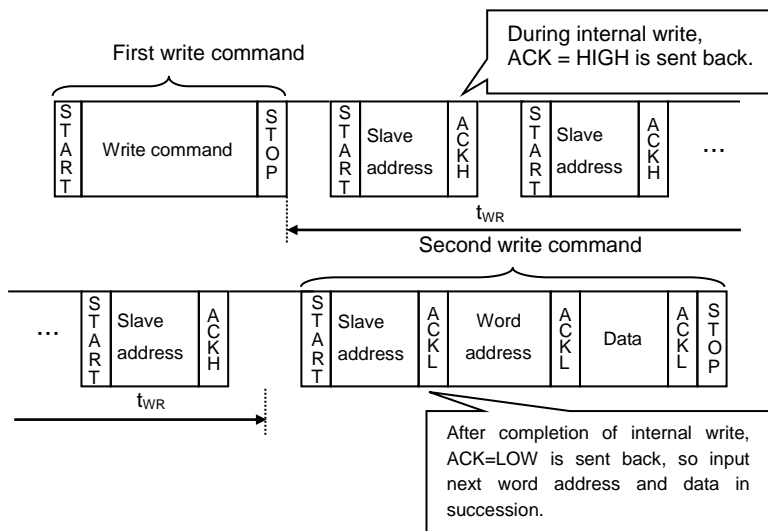 During internal write,
ACK = HIGH is sent back.
First write command
START
Write command
STOP
START
Slave
address
ACKH
START
Slave
address
ACKH
…
tWR
Second write command
…
START
Slave
address
ACKH
START
Slave
address
ACKL
Word
address
ACKL
Data
ACKL
STOP
tWR
After completion of internal write,
ACK=LOW is sent back, so input
next word address and data in
succession.